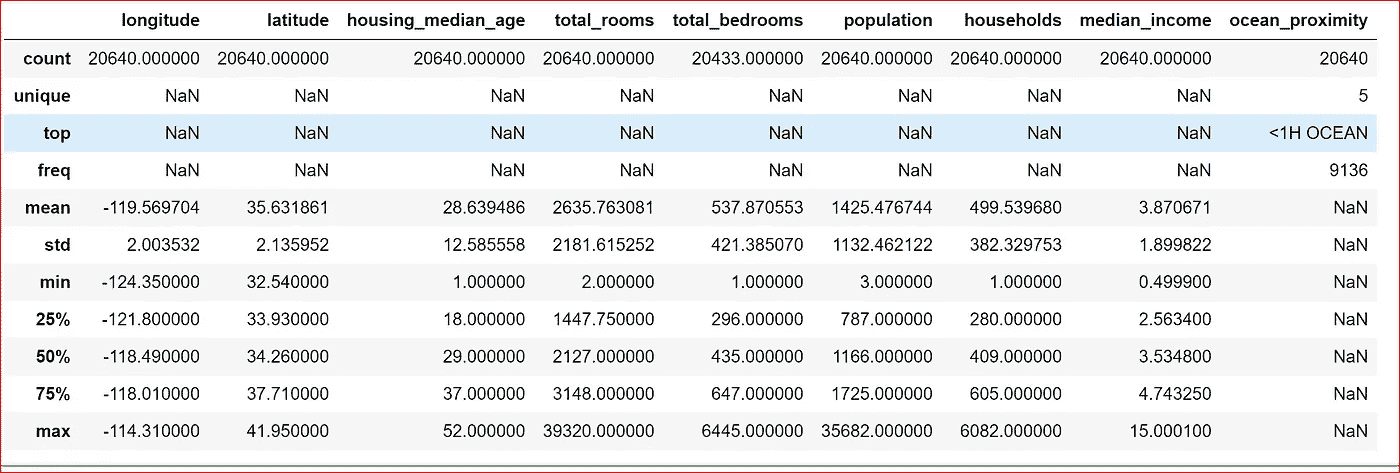 longitude latitude housing_median_age total_rooms total_bedrooms population households median_income ocean_proximity
count 20640.000000 20640.000000 20640.000000 20640.000000 20433.000000 20640.000000 20640.000000 20640.000000 20640
unique NaN NaN NaN NaN NaN NaN NaN NaN 5
top NaN NaN NaN NaN NaN NaN NaN NaN <1H OCEAN
freq NaN NaN NaN NaN NaN NaN NaN NaN 9136
mean -119.569704 35.631861 28.639486 2635.763081 537.870553 1425.476744 499.539680 3.870671 NaN
std 2.003532 2.135952 12.585558 2181.615252 421.385070 1132.462122 382.329753 1.899822 NaN
min -124.350000 32.540000 1.000000 2.000000 1.000000 3.000000 1.000000 0.499900 NaN
25% -121.800000 33.930000 18.000000 1447.750000 296.000000 787.000000 280.000000 2.563400 NaN
50% -118.490000 34.260000 29.000000 2127.000000 435.000000 1166.000000 409.000000 3.534800 NaN
75% -118.010000 37.710000 37.000000 3148.000000 647.000000 1725.000000 605.000000 4.743250 NaN
max -114.310000 41.950000 52.000000 39320.000000 6445.000000 35682.000000 6082.000000 15.000100 NaN